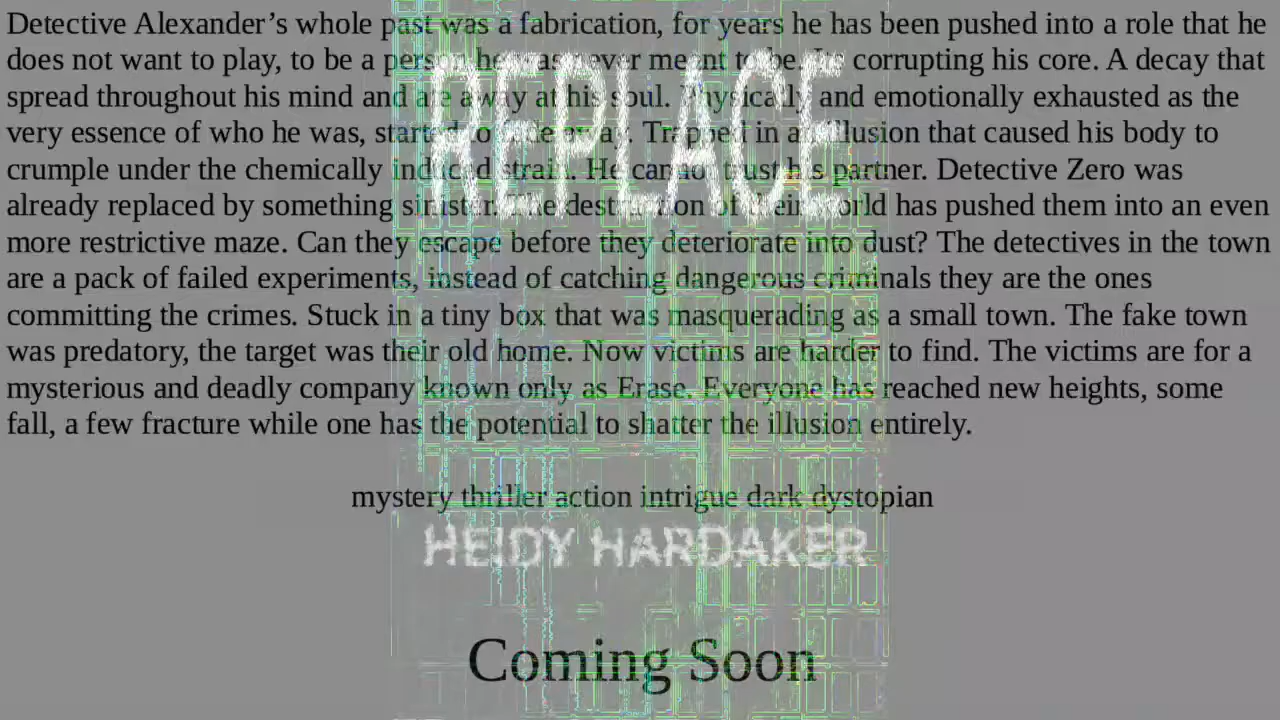 Detective Alexander’s whole past was a fabrication, for years he has been pushed into a role that he
does not want to play, to be a person he was never meant to be. Its corrupting his core. A decay that
spread throughout his mind and ate away at his soul. Physically and emotionally exhausted as the
very essence of who he was, started to fade away. Trapped in an illusion that caused his body to
crumple under the chemically induced strain. He cannot trust his partner. Detective Zero was
already replaced by something sinister. The destruction of their world has pushed them into an even
more restrictive maze. Can they escape before they deteriorate into dust? The detectives in the town
are a pack of failed experiments, instead of catching dangerous criminals they are the ones
committing the crimes. Stuck in a tiny box that was masquerading as a small town. The fake town
was predatory, the target was their old home. Now victims are harder to find. The victims are for a
mysterious and deadly company known only as Erase. Everyone has reached new heights, some
fall, a few fracture while one has the potential to shatter the illusion entirely.
REPLACE
mystery thriller action intrigue dark dystopian
HEIDY HARDAKER
Coming Soon